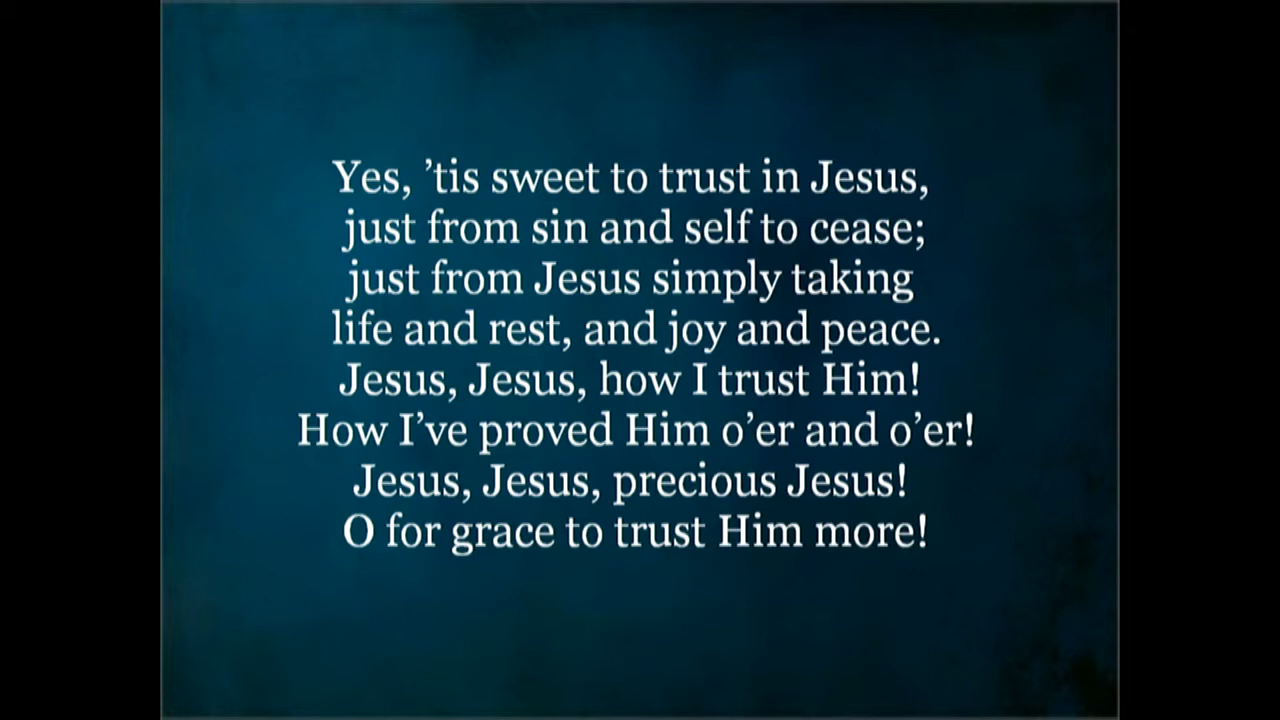 Yes, ’tis sweet to trust in Jesus,
just from sin and self to cease;
just from Jesus simply taking
life and rest, and joy and peace.
Jesus, Jesus, how I trust Him!
How I’ve proved Him o’er and o’er!
Jesus, Jesus, precious Jesus!
O for grace to trust Him more!